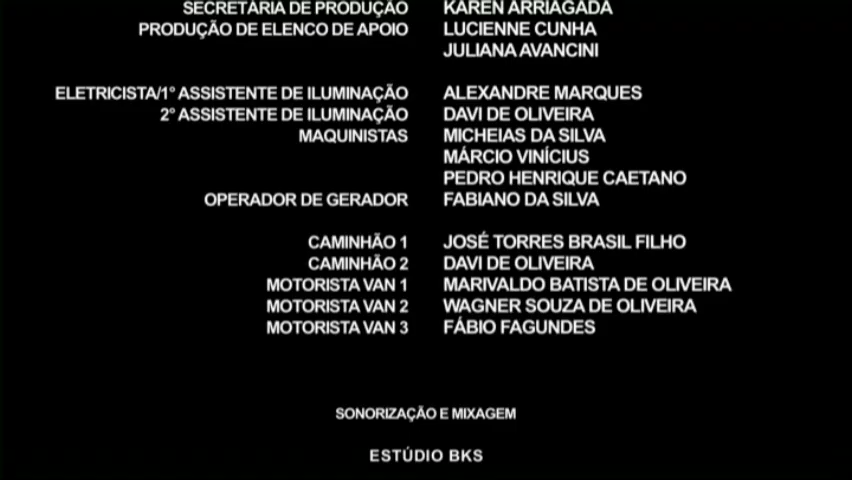 SECRETÁRIA DE PRODUÇÃO KAREN ARRIAGADA
PRODUÇÃO DE ELENCO DE APOIO LUCIENNE CUNHA
JULIANA AVANCINI
ELETRICISTA/1º ASSISTENTE DE ILUMINAÇÃO ALEXANDRE MARQUES
2º ASSISTENTE DE ILUMINAÇÃO DAVI DE OLIVEIRA
MAQUINISTAS MICHEIAS DA SILVA
MÁRCIO VINÍCIUS
PEDRO HENRIQUE CAETANO
OPERADOR DE GERADOR FABIANO DA SILVA
CAMINHÃO 1 JOSÉ TORRES BRASIL FILHO
CAMINHÃO 2 DAVI DE OLIVEIRA
MOTORISTA VAN 1 MARIVALDO BATISTA DE OLIVEIRA
MOTORISTA VAN 2 WAGNER SOUZA DE OLIVEIRA
MOTORISTA VAN 3 FÁBIO FAGUNDES
SONORIZAÇÃO E MIXAGEM
ESTÚDIO BKS